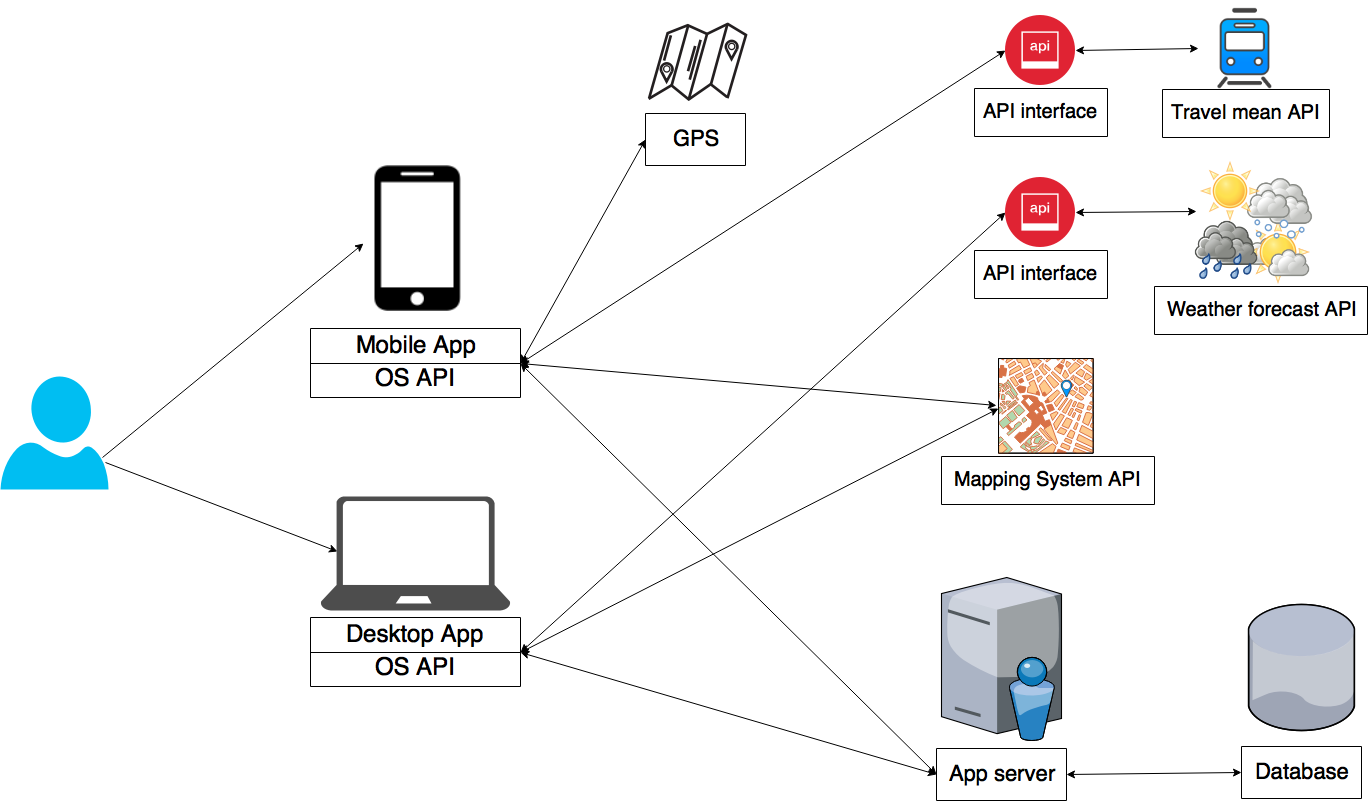 api
API interface
Travel mean API
GPS
api
API interface
Weather forecast API
Mobile App
OS API
Mapping System API
Desktop App
OS API
App server
Database